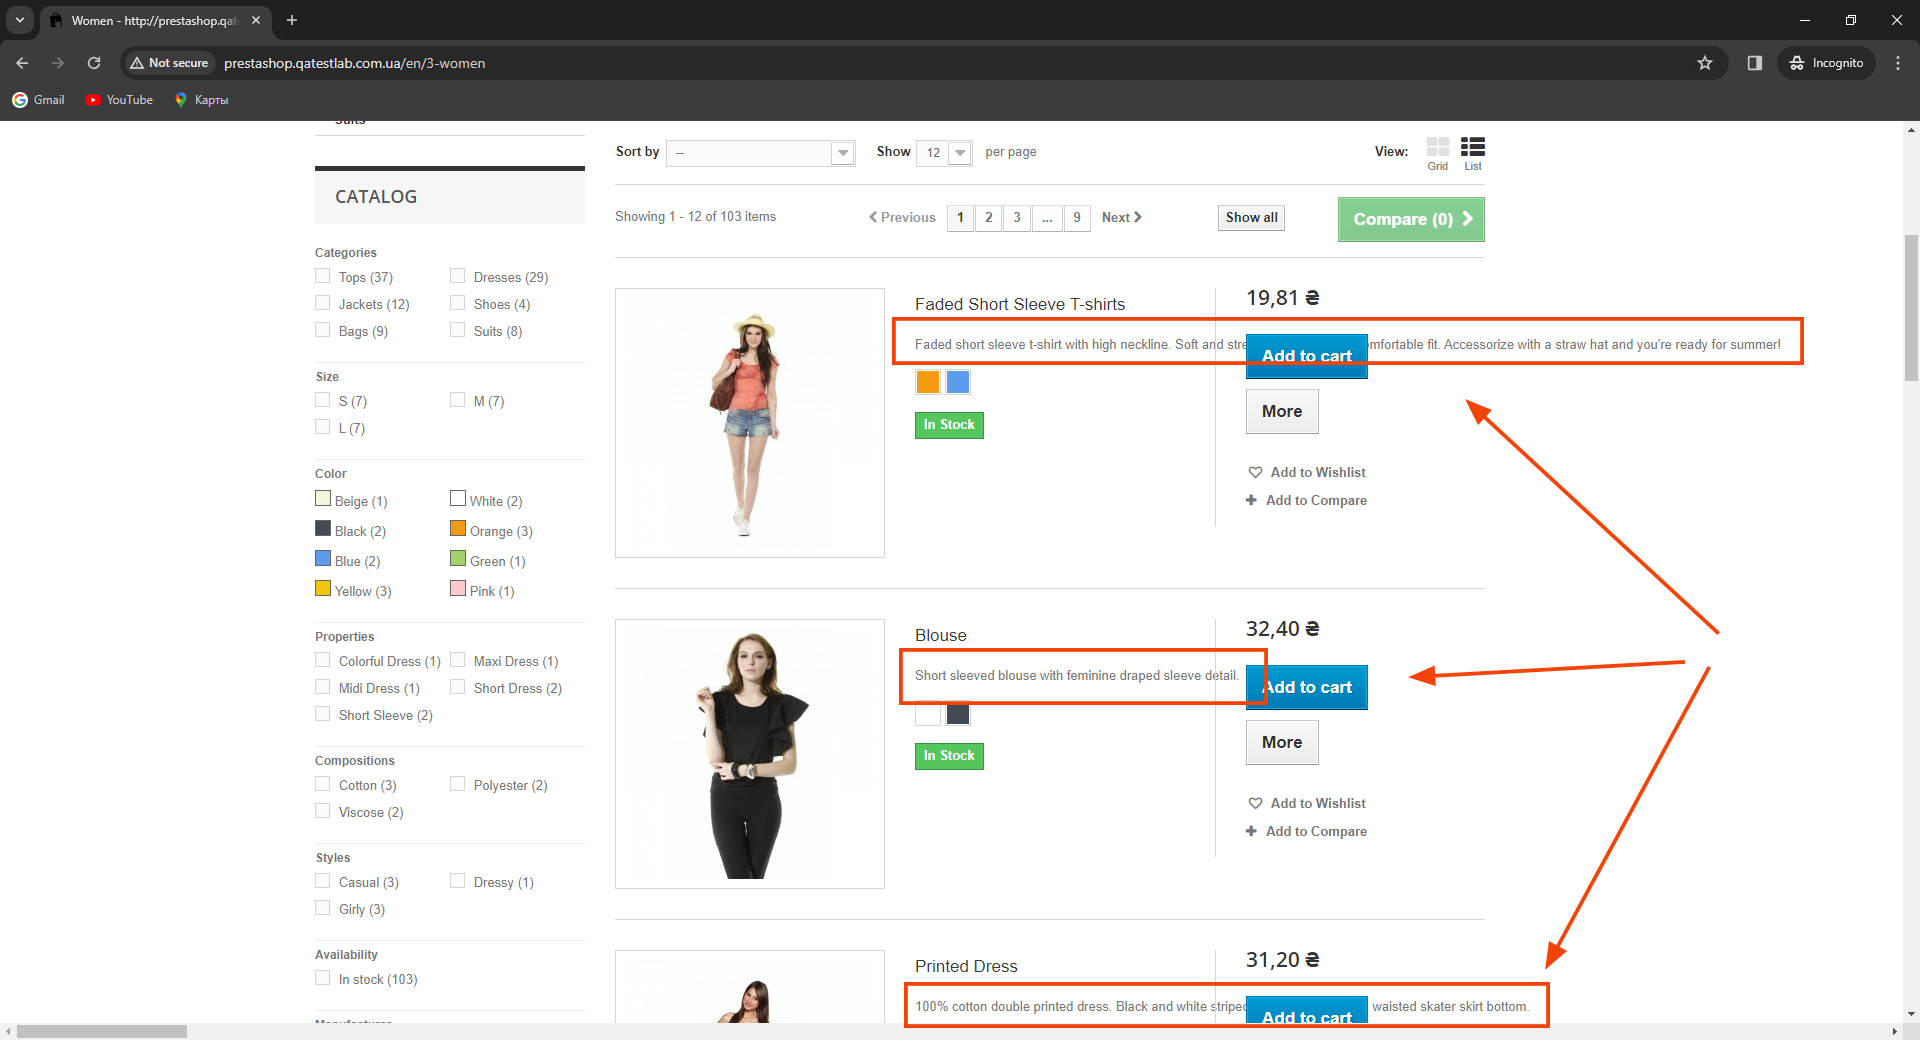 Women - http://prestashop.qat
Not secure
prestashop.qatestlab.com.ua/en/3-women
Incognito
Gmail
YouTube
Карты
Suits
Sort by
--
Show
12
per page
View:
Grid
List
CATALOG
Showing 1 - 12 of 103 items
Previous
1
2
3
...
9
Next
Show all
Compare (0)
Categories
Tops (37)
Dresses (29)
Jackets (12)
Shoes (4)
Bags (9)
Suits (8)
Size
S (7)
M (7)
L (7)
Color
Beige (1)
White (2)
Black (2)
Orange (3)
Blue (2)
Green (1)
Yellow (3)
Pink (1)
Properties
Colorful Dress (1)
Maxi Dress (1)
Midi Dress (1)
Short Dress (2)
Short Sleeve (2)
Compositions
Cotton (3)
Polyester (2)
Viscose (2)
Styles
Casual (3)
Dressy (1)
Girly (3)
Availability
In stock (103)
Manufacturer
Faded Short Sleeve T-shirts
19,81 ₴
Faded short sleeve t-shirt with high neckline. Soft and stre
mfortable fit. Accessorize with a straw hat and you're ready for summer!
Add to cart
In Stock
More
Add to Wishlist
Add to Compare
Blouse
32,40 ₴
Short sleeved blouse with feminine draped sleeve detail.
Add to cart
In Stock
More
Add to Wishlist
Add to Compare
Printed Dress
31,20 ₴
100% cotton double printed dress. Black and white striped
waisted skater skirt bottom.
Add to cart